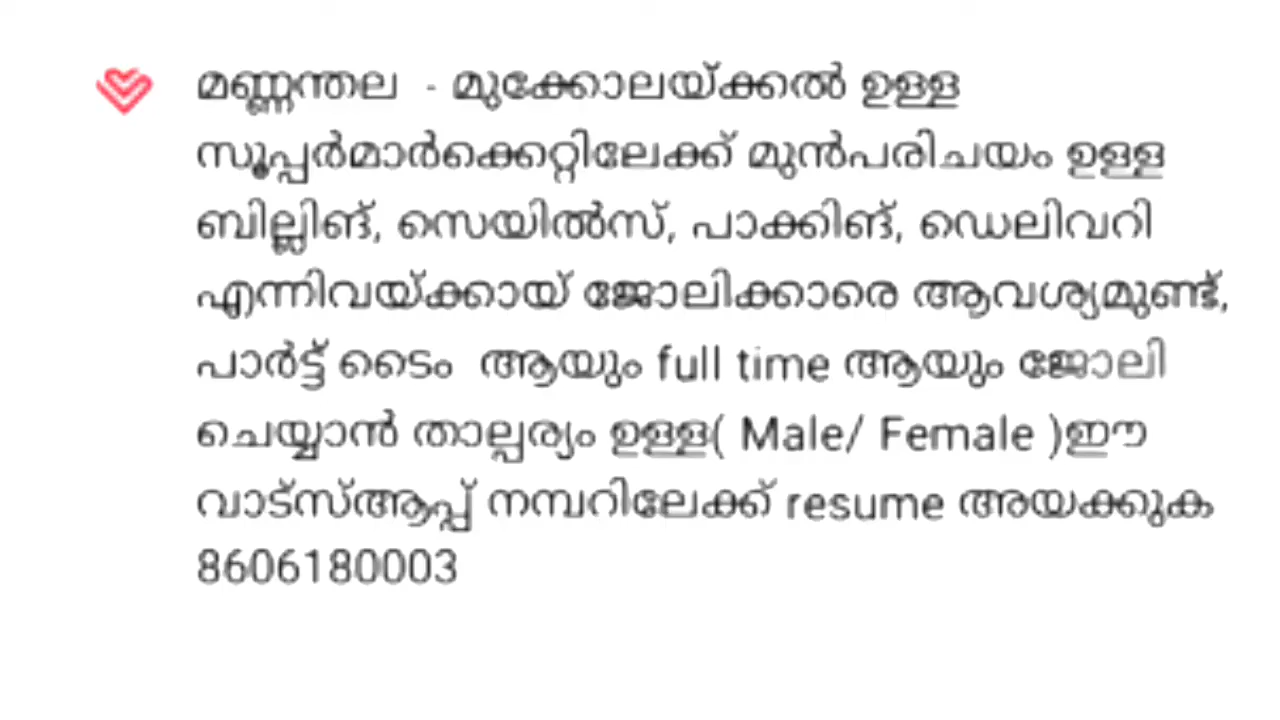 മണ്ണന്തല - മുക്കോലയ്ക്കൽ ഉള്ള
സൂപ്പർമാർക്കെറ്റിലേക്ക് മുൻപരിചയം ഉള്ള
ബില്ലിങ്, സെയിൽസ്, പാക്കിങ്, ഡെലിവറി
എന്നിവയ്ക്കായ് ജോലിക്കാരെ ആവശ്യമുണ്ട്,
പാർട്ട് ടൈം ആയും full time ആയും ജോലി
ചെയ്യാൻ താല്പര്യം ഉള്ള( Male/ Female )ഈ
വാട്സ്ആപ്പ് നമ്പറിലേക്ക് resume അയക്കുക
8606180003